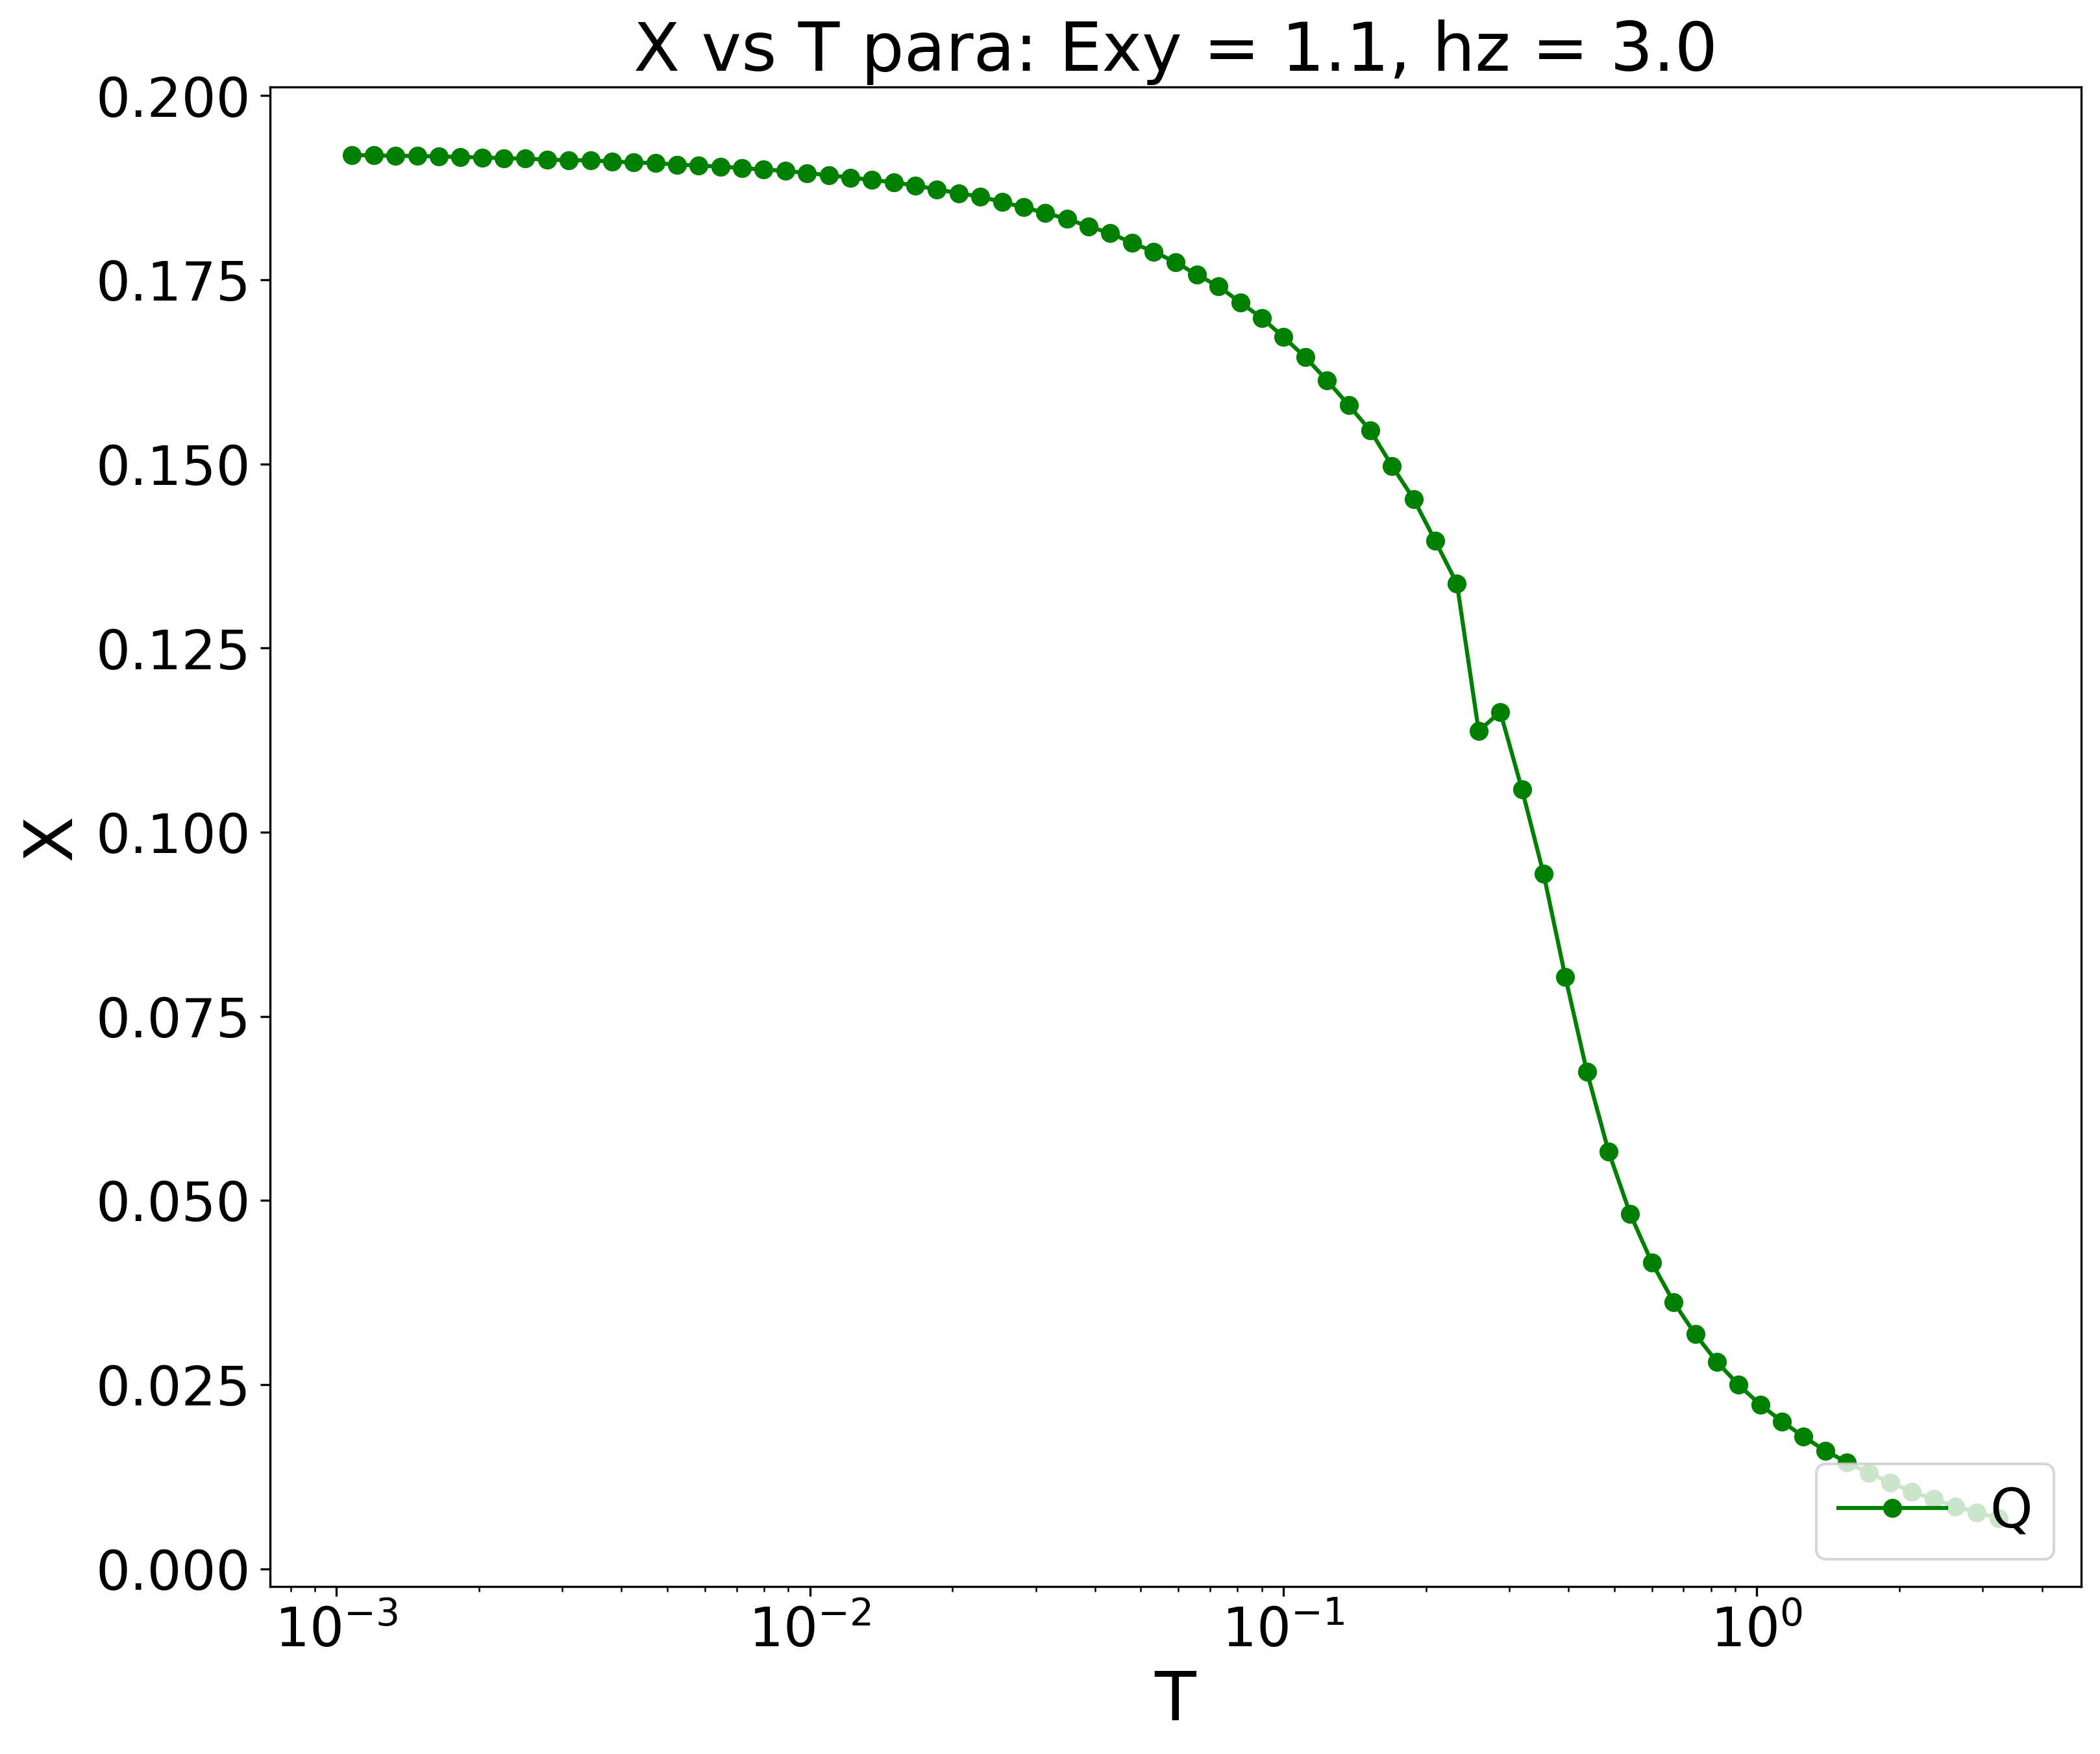 X vs T para: Exy = 1.1, hz = 3.0
0.200
0.175
0.150
0.125
0.100
0.075
0.050
0.025
0.000
X
Q
10⁻³ 10⁻² 10⁻¹ 10⁰
T